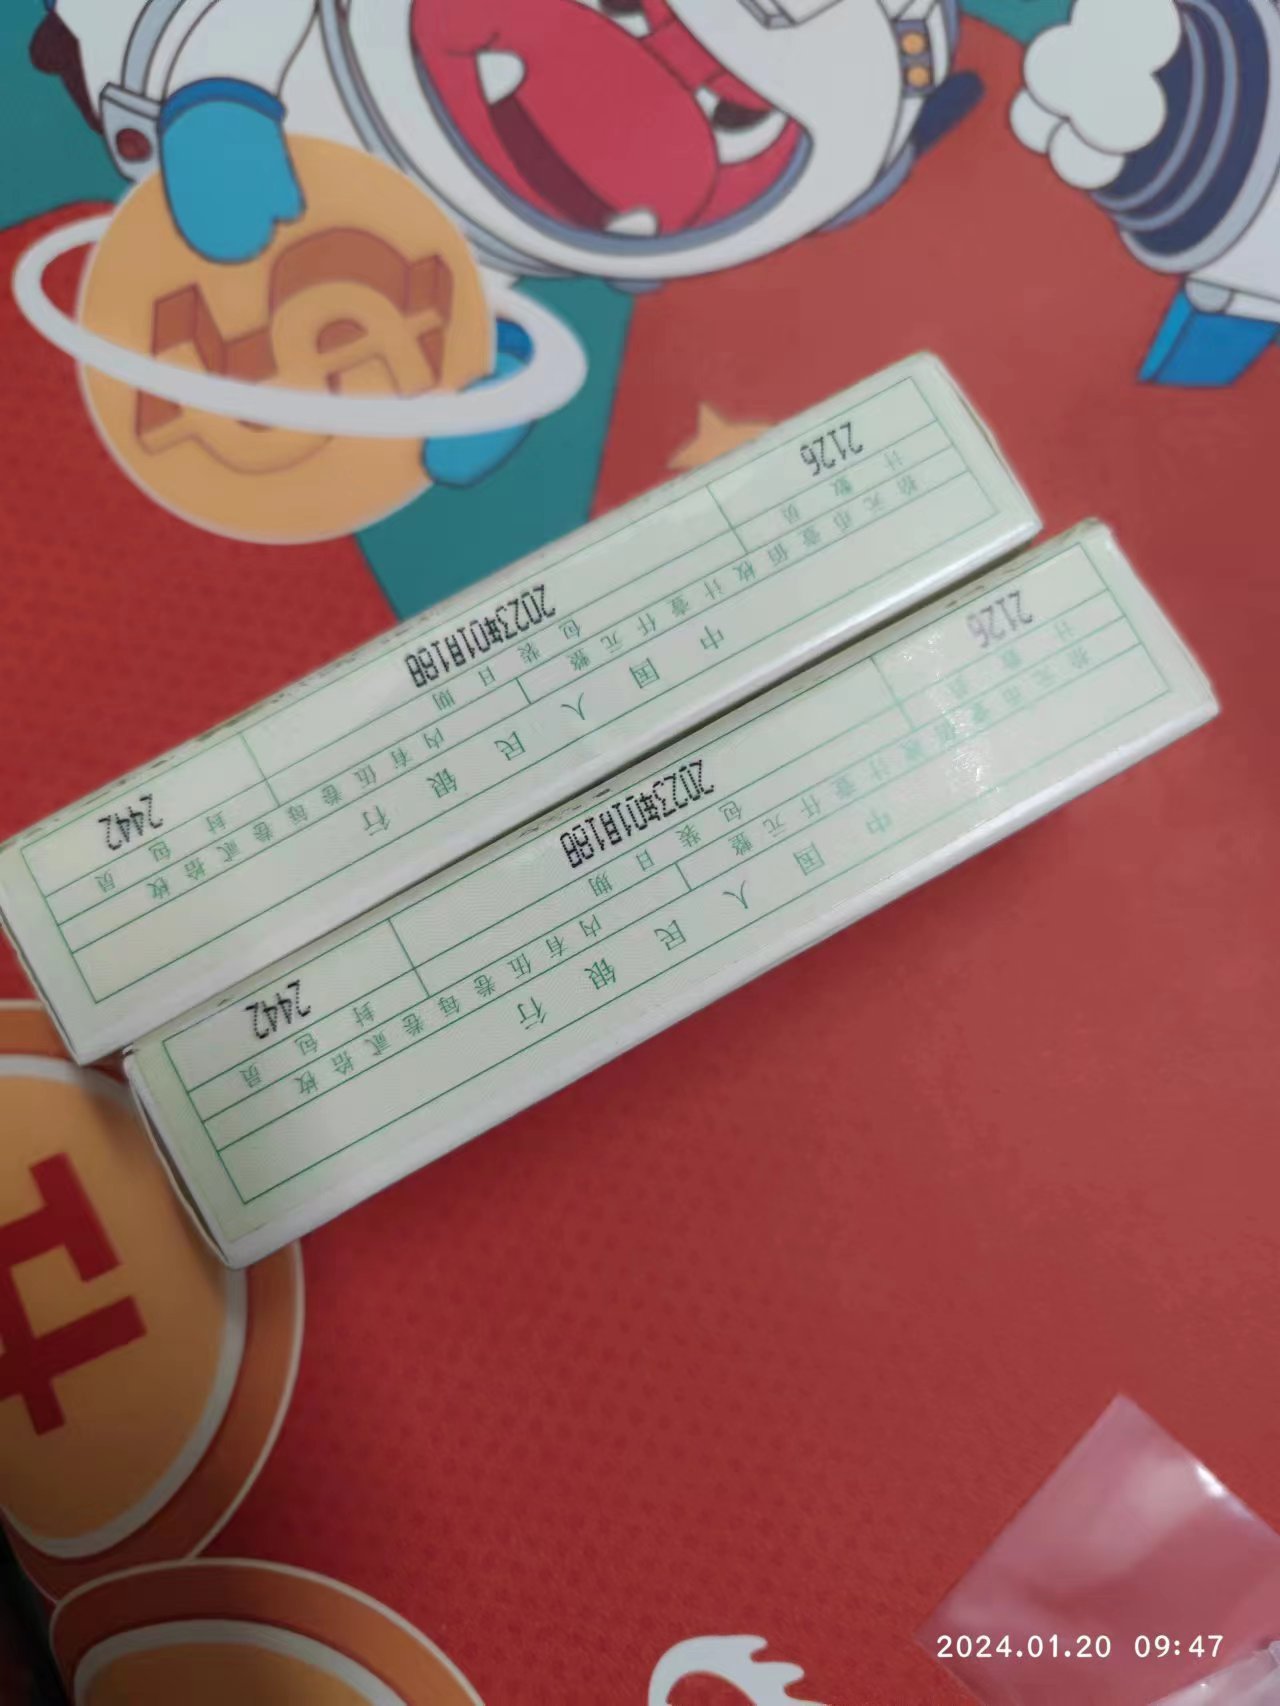 中国人民银行
拾元币壹佰枚计壹仟元整 内有伍卷每卷贰拾枚
计数员 包装日期 封包员
2126 2023年01月18日 2442
中国人民银行
拾元币壹佰枚计壹仟元整 内有伍卷每卷贰拾枚
计数员 包装日期 封包员
2126 2023年01月18日 2442
2024.01.20 09:47